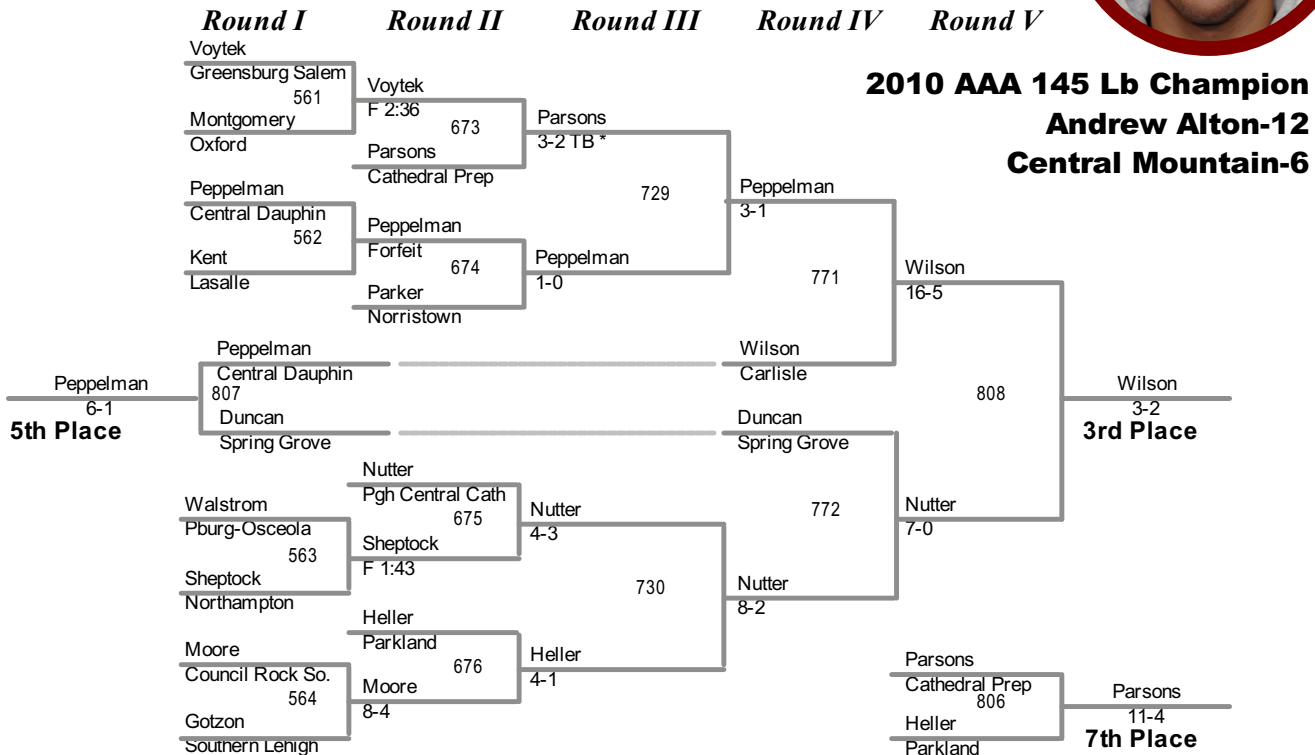 Round I
Round II
Round III
Round IV
Round V
2010 AAA 145 Lb Champion
Andrew Alton-12
Central Mountain-6
Voytek
Greensburg Salem
561
Montgomery
Oxford
Voytek
F 2:36
673
Parsons
Cathedral Prep
Parsons
3-2 TB *
729
Peppelman
Central Dauphin
562
Kent
Lasalle
Peppelman
Forfeit
674
Parker
Norristown
Peppelman
1-0
Peppelman
3-1
771
Wilson
Carlisle
Wilson
16-5
Peppelman
6-1
5th Place
Peppelman
Central Dauphin
807
Duncan
Spring Grove
Duncan
Spring Grove
808
Wilson
3-2
3rd Place
Nutter
Pgh Central Cath
675
Walstrom
Pburg-Osceola
563
Sheptock
Northampton
Sheptock
F 1:43
Nutter
4-3
730
772
Nutter
7-0
Nutter
8-2
Heller
Parkland
676
Moore
Council Rock So.
564
Gotzon
Southern Lehigh
Moore
8-4
Heller
4-1
Parsons
Cathedral Prep
806
Heller
Parkland
Parsons
11-4
7th Place